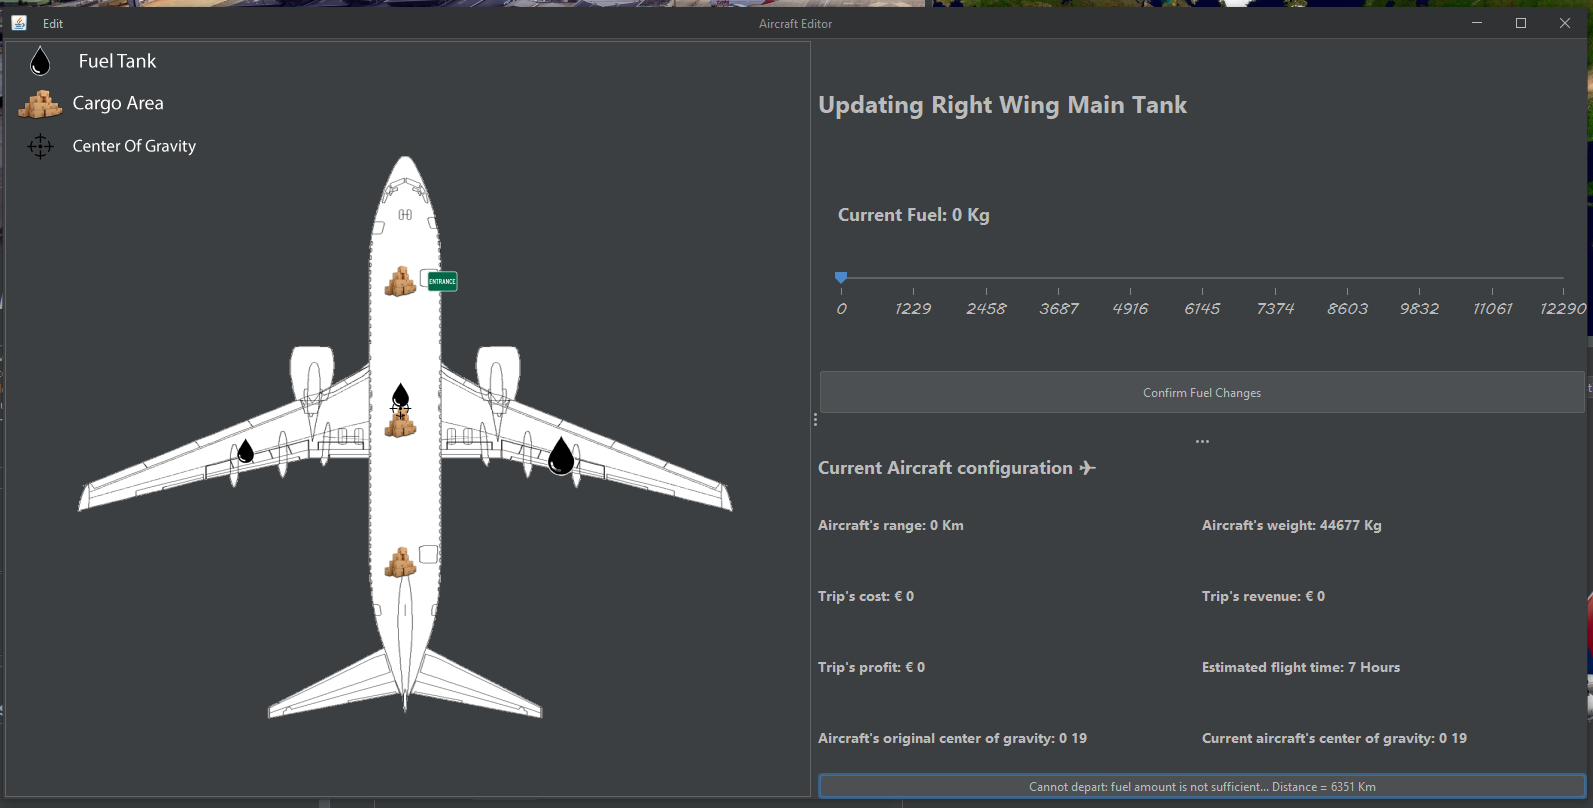 Edit
Aircraft Editor
Fuel Tank
Cargo Area
Center Of Gravity
ENTRANCE
Updating Right Wing Main Tank
Current Fuel: 0 Kg
0 1229 2458 3687 4916 6145 7374 8603 9832 11061 12290
Confirm Fuel Changes
Current Aircraft configuration ✈
Aircraft's range: 0 Km
Aircraft's weight: 44677 Kg
Trip's cost: € 0
Trip's revenue: € 0
Trip's profit: € 0
Estimated flight time: 7 Hours
Aircraft's original center of gravity: 0 19
Current aircraft's center of gravity: 0 19
Cannot depart: fuel amount is not sufficient... Distance = 6351 Km